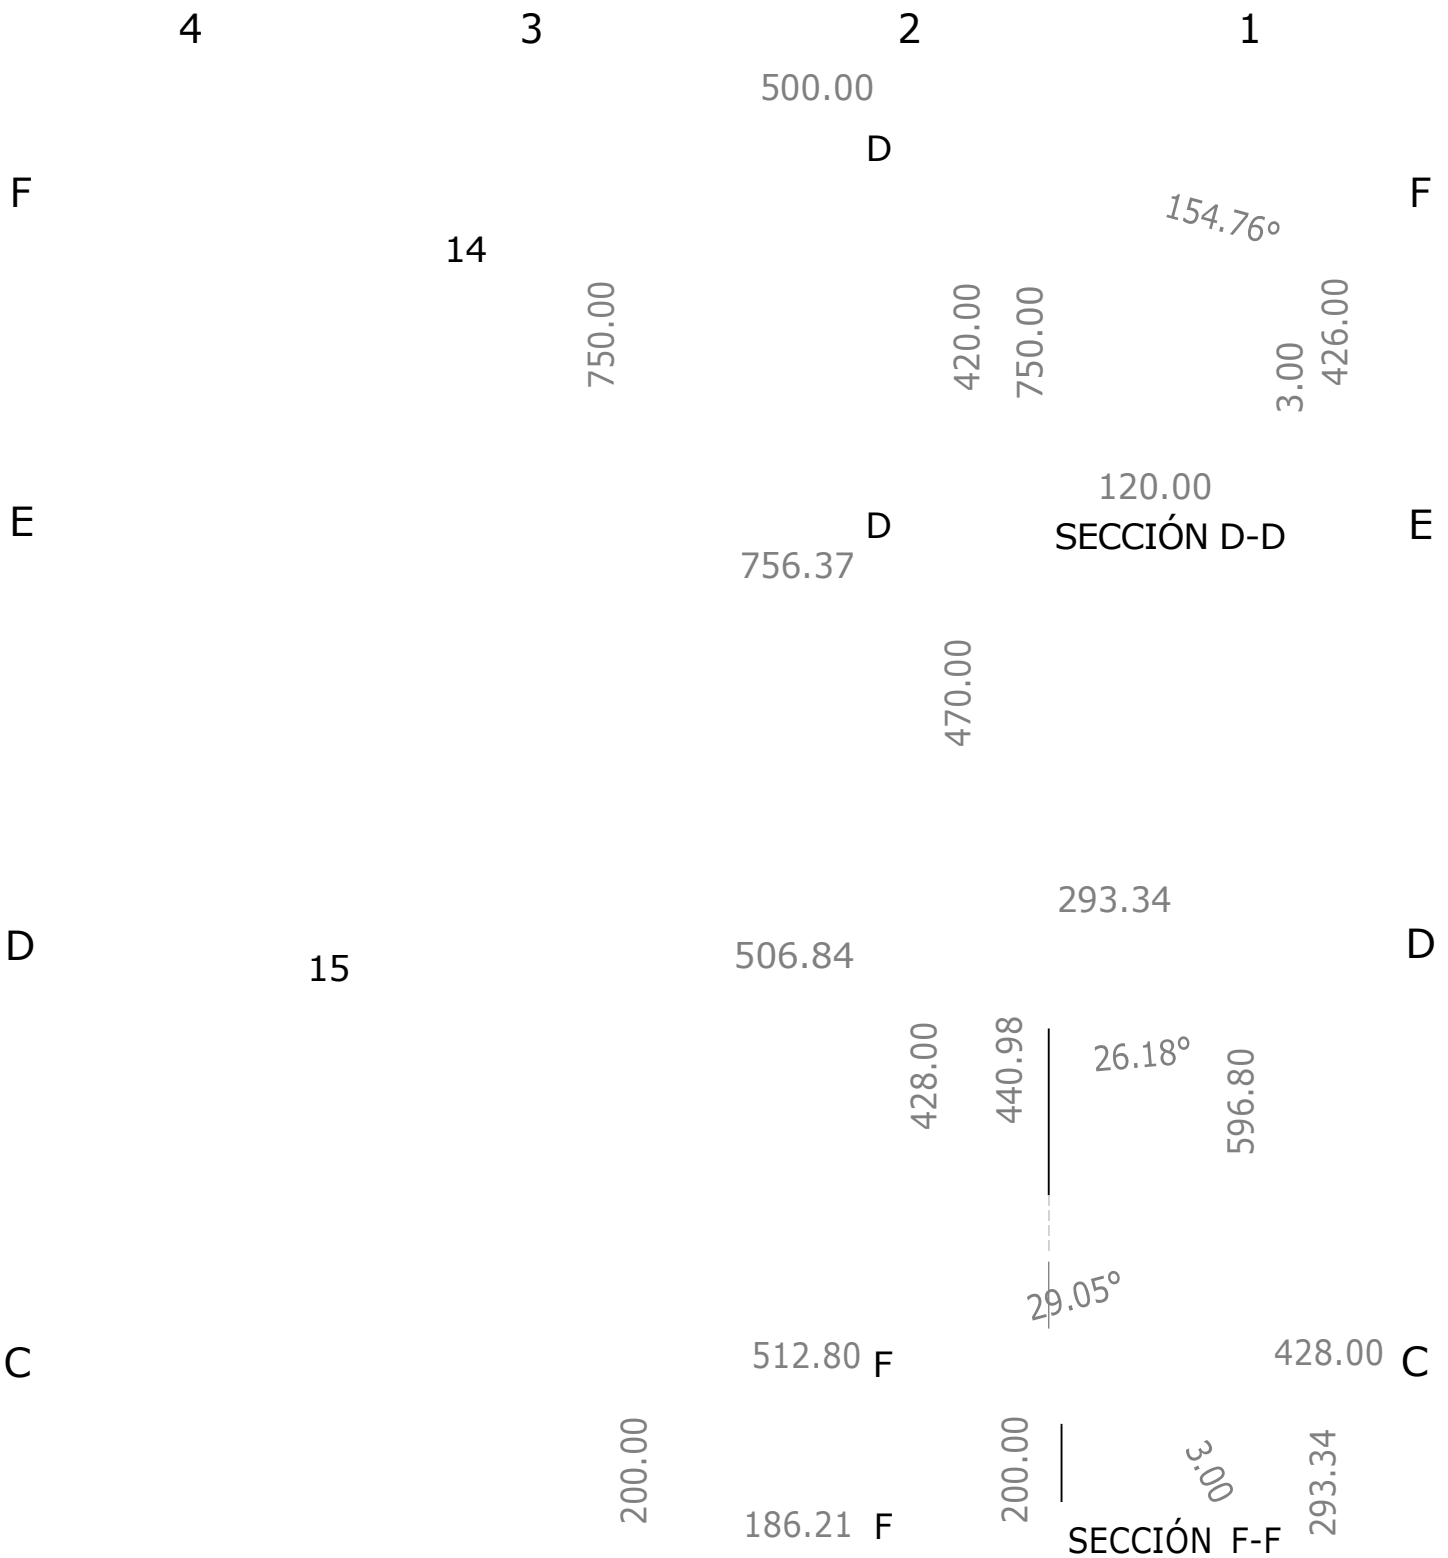 4 3 2 1
500.00
D
F 154.76° F
14
750.00 420.00 750.00 3.00 426.00
120.00
E D SECCIÓN D-D E
756.37
470.00
293.34
D 506.84 D
15
428.00 440.98 26.18° 596.80
29.05°
C 512.80 F 428.00 C
200.00 200.00 3.00 293.34
186.21 F SECCIÓN F-F